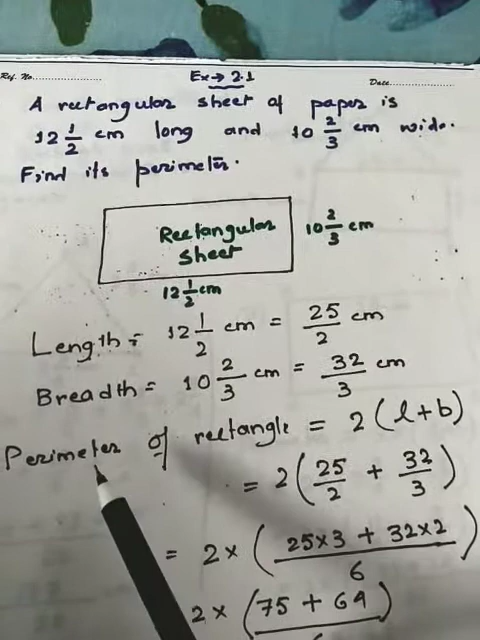 Ref. No.
Ex → 2.1
Date
A rectangular sheet of paper is
12 1/2 cm long and 10 2/3 cm wide.
Find its perimeter.
Rectangular
sheet
10 2/3 cm
12 1/2 cm
Length = 12 1/2 cm = 25/2 cm
Breadth = 10 2/3 cm = 32/3 cm
Perimeter of rectangle = 2(l+b)
= 2(25/2 + 32/3)
= 2×(25×3 + 32×2/6)
2×(75 + 64)